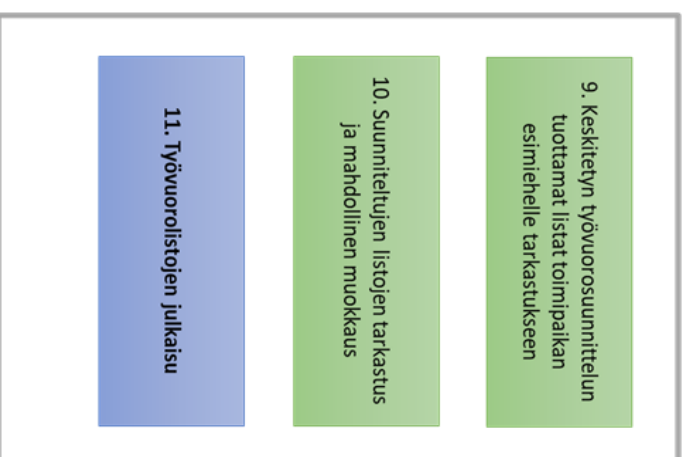 9. Keskitetyn työvuorosuunnittelun
tuottamat listat toimipaikan
esimiehelle tarkastukseen
10. Suunniteltujen listojen tarkastus
ja mahdollinen muokkaus
11. Työvuorolistojen julkaisu